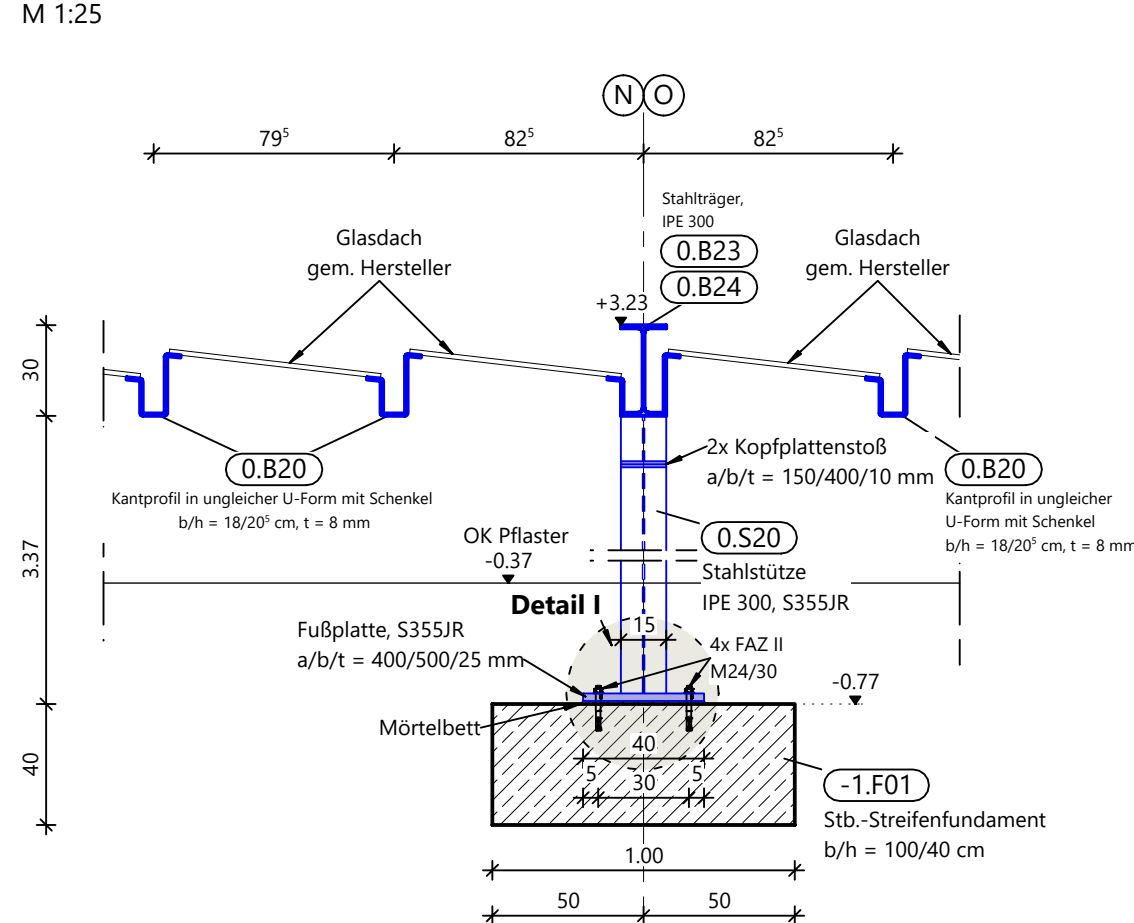 M 1:25
N O
79⁵ 82⁵ 82⁵
Stahlträger,
IPE 300
0.B23
0.B24
Glasdach
gem. Hersteller
Glasdach
gem. Hersteller
+3.23
30
0.B20
Kantprofil in ungleicher U-Form mit Schenkel
b/h = 18/20⁵ cm, t = 8 mm
2x Kopfplattenstoß
a/b/t = 150/400/10 mm
0.B20
Kantprofil in ungleicher
U-Form mit Schenkel
b/h = 18/20⁵ cm, t = 8 mm
3.37
OK Pflaster
-0.37
0.S20
Stahlstütze
IPE 300, S355JR
Detail I
15
Fußplatte, S355JR
a/b/t = 400/500/25 mm
4x FAZ II
M24/30
-0.77
Mörtelbett
40
40
5 30 5
-1.F01
Stb.-Streifenfundament
b/h = 100/40 cm
1.00
50 50